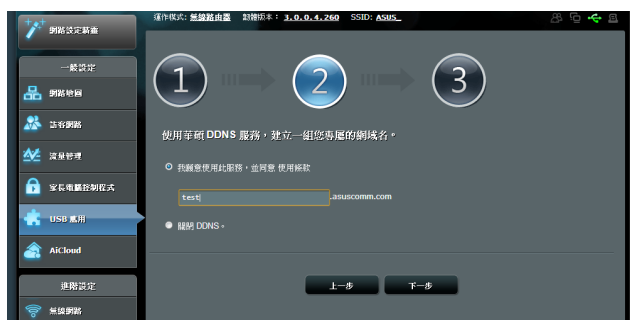 運作模式: 無線路由器 韌體版本: 3.0.0.4.260 SSID: ASUS_
網路設定精靈
一般設定
網路地圖
訪客網路
流量管理
家長電腦控制程式
USB 應用
AiCloud
進階設定
無線網路
1 2 3
使用華碩 DDNS 服務，建立一組您專屬的網域名。
我願意使用此服務，並同意 使用條款
test .asuscomm.com
關閉 DDNS。
上一步 下一步